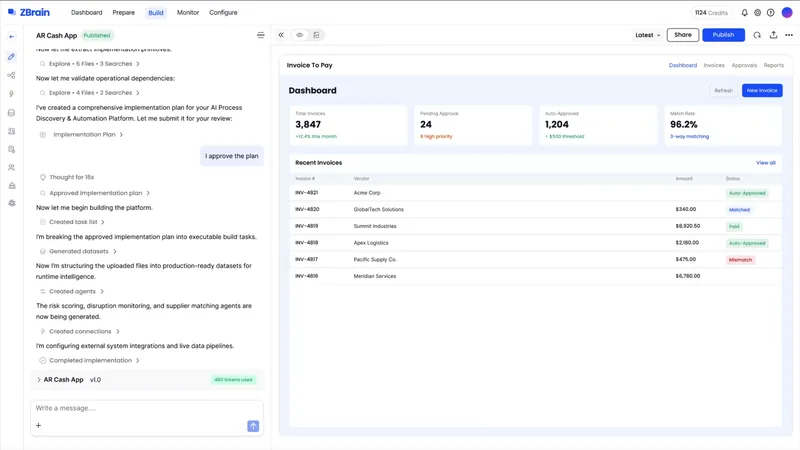 ZBrain
Dashboard
Prepare
Build
Monitor
Configure
1124 Credits
AR Cash App
Published
Now let me extract implementation primitives.
Explore • 6 Files • 3 Searches
Now let me validate operational dependencies:
Explore • 4 Files • 2 Searches
I've created a comprehensive implementation plan for your AI Process
Discovery & Automation Platform. Let me submit it for your review:
Implementation Plan
I approve the plan
Thought for 16s
Approved implementation plan
Now let me begin building the platform.
Created task list
I'm breaking the approved implementation plan into executable build tasks.
Generated datasets
Now I'm structuring the uploaded files into production-ready datasets for
runtime intelligence.
Created agents
The risk scoring, disruption monitoring, and supplier matching agents are
now being generated.
Created connections
I'm configuring external system integrations and live data pipelines.
Completed Implementation
AR Cash App
v1.0
480 tokens used
Write a message....
Latest
Share
Publish
Invoice To Pay
Dashboard
Invoices
Approvals
Reports
Dashboard
Refresh
New Invoice
Total Invoices
3,847
+12.4% this month
Pending Approval
24
8 high priority
Auto-Approved
1,204
↑ $500 threshold
Match Rate
96.2%
3-way matching
Recent Invoices
View all
Invoice #
Vendor
Amount
Status
INV-4821
Acme Corp
Auto-Approved
INV-4820
GlobalTech Solutions
$340.00
Matched
INV-4819
Summit Industries
$8,920.50
Paid
INV-4818
Apex Logistics
$2,180.00
Auto-Approved
INV-4817
Pacific Supply Co.
$475.00
Mismatch
INV-4816
Meridian Services
$6,780.00